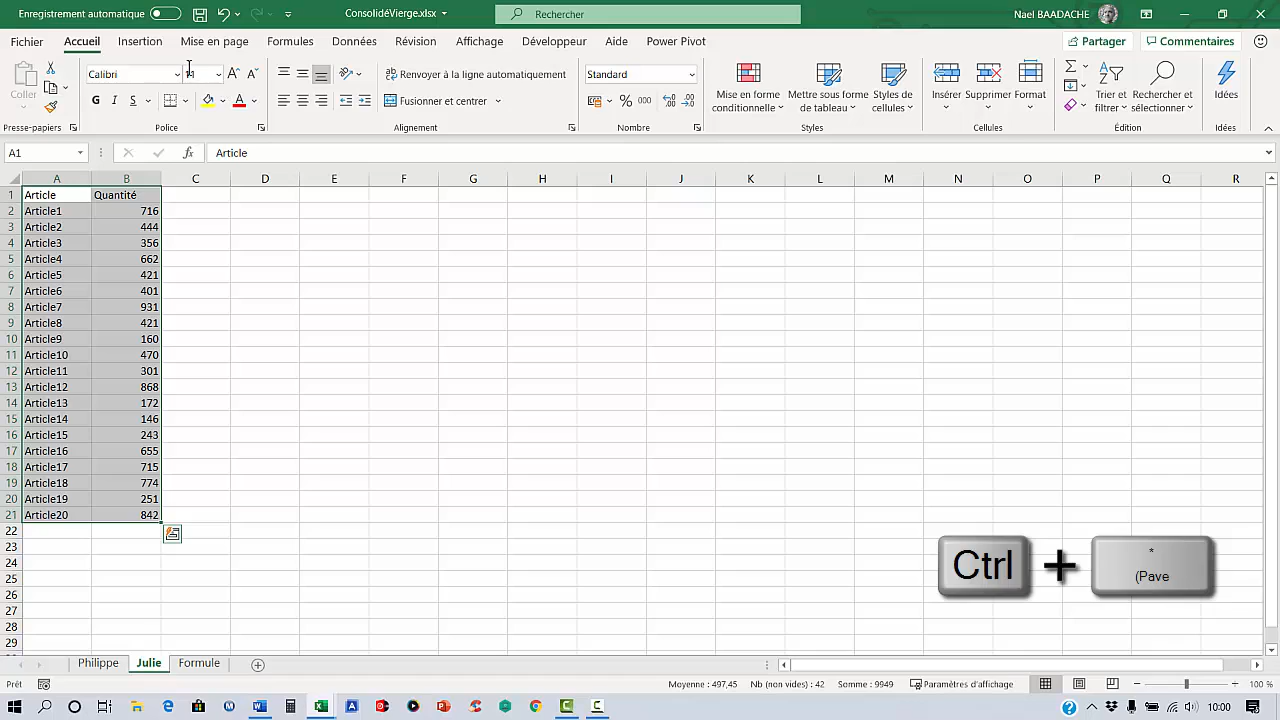 Enregistrement automatique ConsolidéVierge.xlsx Rechercher Nael BAADACHE
Fichier Accueil Insertion Mise en page Formules Données Révision Affichage Développeur Aide Power Pivot Partager Commentaires
Calibri Renvoyer à la ligne automatiquement Standard
Coller G I S Fusionner et centrer % 000 Mise en forme conditionnelle Mettre sous forme de tableau Styles de cellules Insérer Supprimer Format Trier et filtrer Rechercher et sélectionner Idées
Presse-papiers Police Alignement Nombre Styles Cellules Édition Idées
A1 fx Article
A B C D E F G H I J K L M N O P Q R
1 Article Quantité
2 Article1 716
3 Article2 444
4 Article3 356
5 Article4 662
6 Article5 421
7 Article6 401
8 Article7 931
9 Article8 421
10 Article9 160
11 Article10 470
12 Article11 301
13 Article12 868
14 Article13 172
15 Article14 146
16 Article15 243
17 Article16 655
18 Article17 715
19 Article18 774
20 Article19 251
21 Article20 842
22
23
24
25
26
27
28
29
Ctrl + * (Pave
Philippe Julie Formule
Prêt Moyenne : 497,45 Nb (non vides) : 42 Somme : 9949 Paramètres d'affichage 100 %
10:00